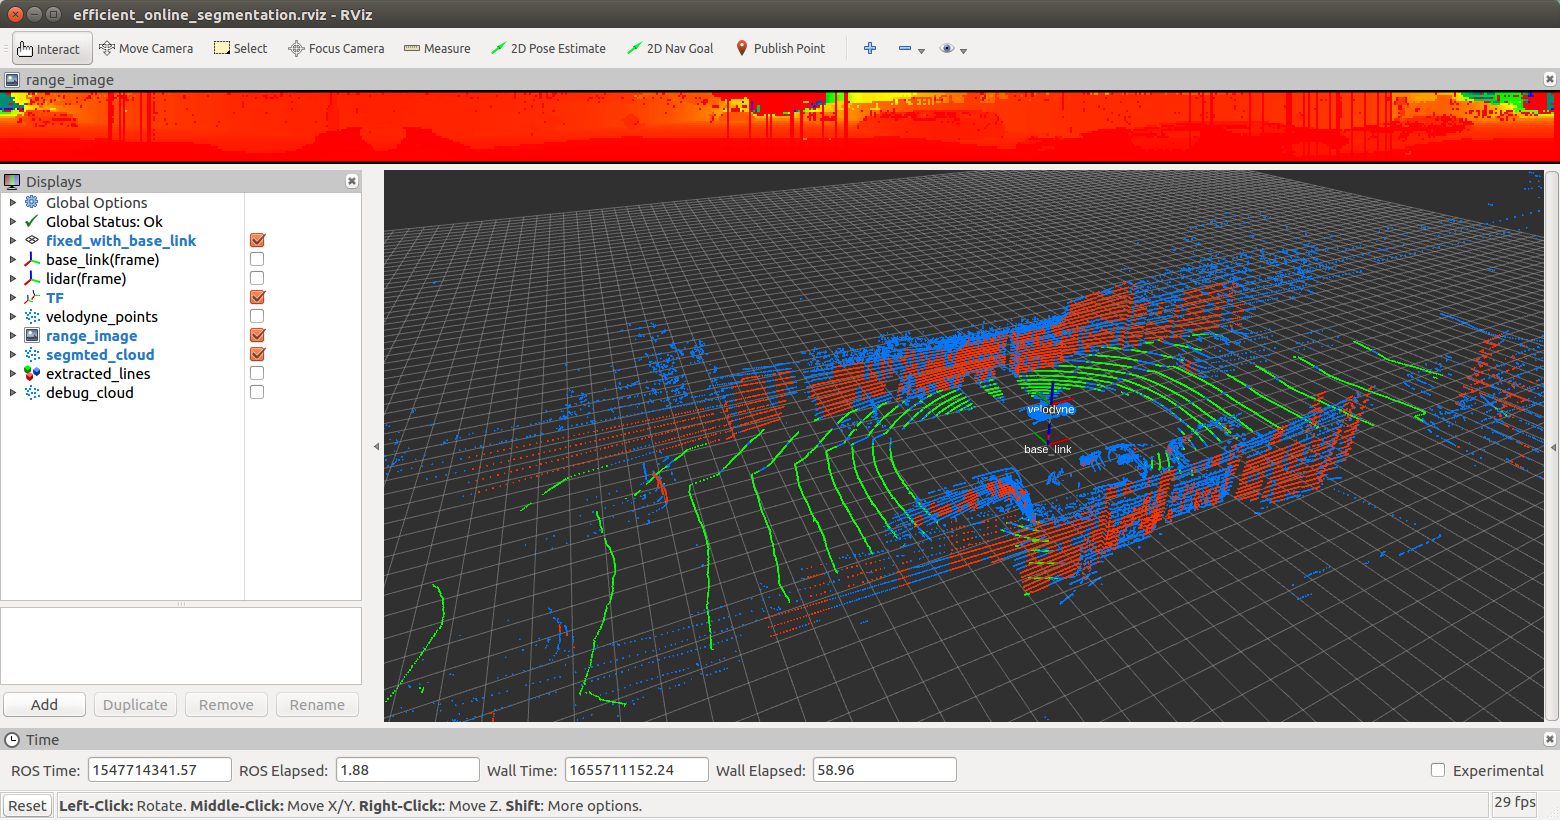 efficient_online_segmentation.rviz - RViz
Interact Move Camera Select Focus Camera Measure 2D Pose Estimate 2D Nav Goal Publish Point
range_image
Displays
Global Options
Global Status: Ok
fixed_with_base_link
base_link(frame)
lidar(frame)
TF
velodyne_points
range_image
segmted_cloud
extracted_lines
debug_cloud
velodyne
base_link
Add Duplicate Remove Rename
Time
ROS Time: 1547714341.57 ROS Elapsed: 1.88 Wall Time: 1655711152.24 Wall Elapsed: 58.96 Experimental
Reset Left-Click: Rotate. Middle-Click: Move X/Y. Right-Click:: Move Z. Shift: More options. 29 fps